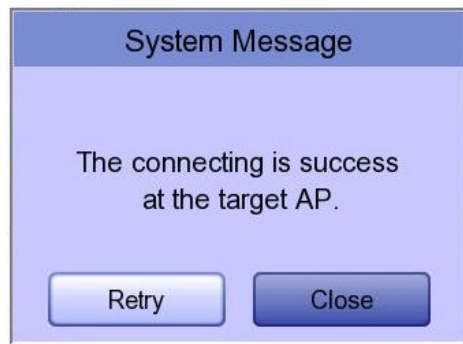 System Message
The connecting is success
at the target AP.
Retry
Close